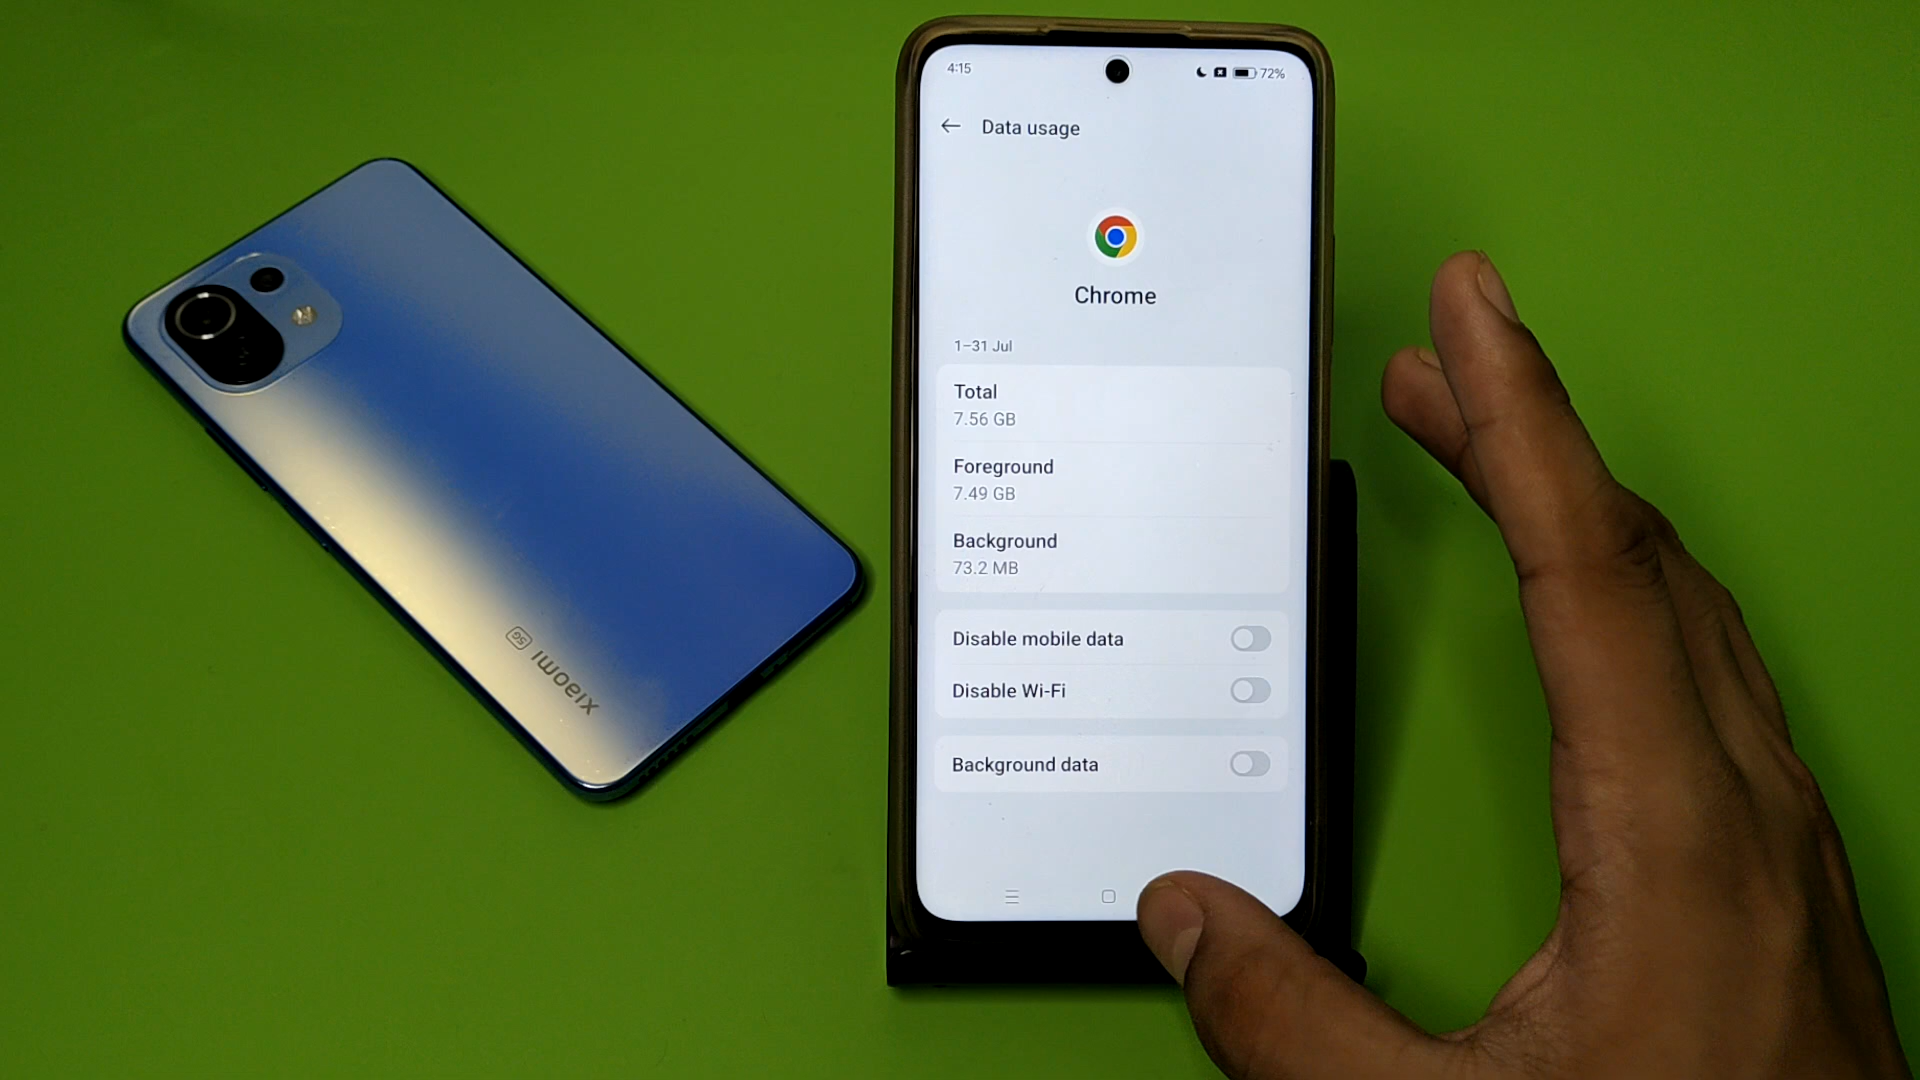 4:15
72%
Data usage
Chrome
1–31 Jul
Total
7.56 GB
Foreground
7.49 GB
Background
73.2 MB
Disable mobile data
Disable Wi-Fi
Background data
xiaomi
5G